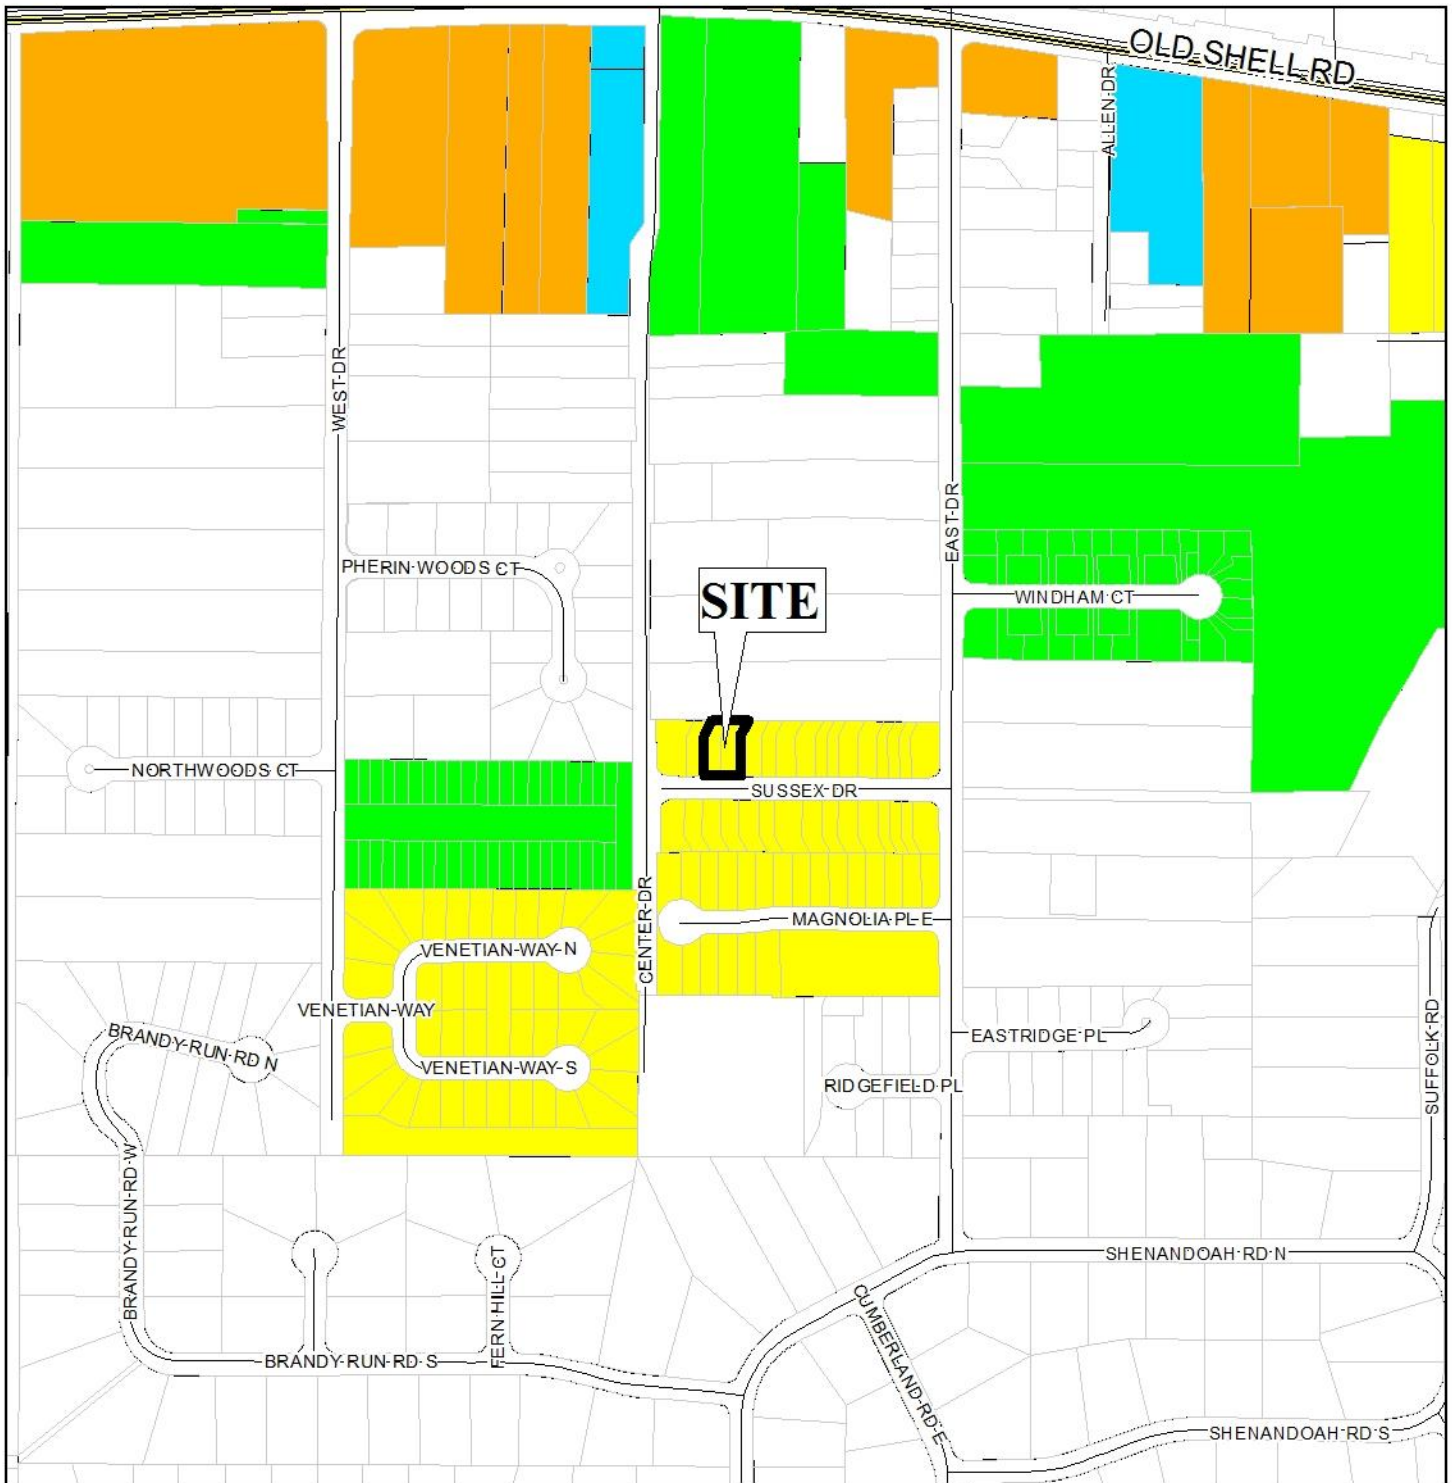 OLD SHELL RD
ALLEN DR
WEST DR
EAST DR
PHERIN WOODS CT
WINDHAM CT
SITE
NORTHWOODS CT
SUSSEX DR
CENTER DR
MAGNOLIA PL E
VENETIAN WAY N
VENETIAN WAY
BRANDY RUN RD N
EASTRIDGE PL
VENETIAN WAY S
RIDGEFIELD PL
SUFFOLK RD
BRANDY RUN RD W
SHENANDOAH RD N
FERN HILL CT
CUMBERLAND RD E
BRANDY RUN RD S
SHENANDOAH RD S